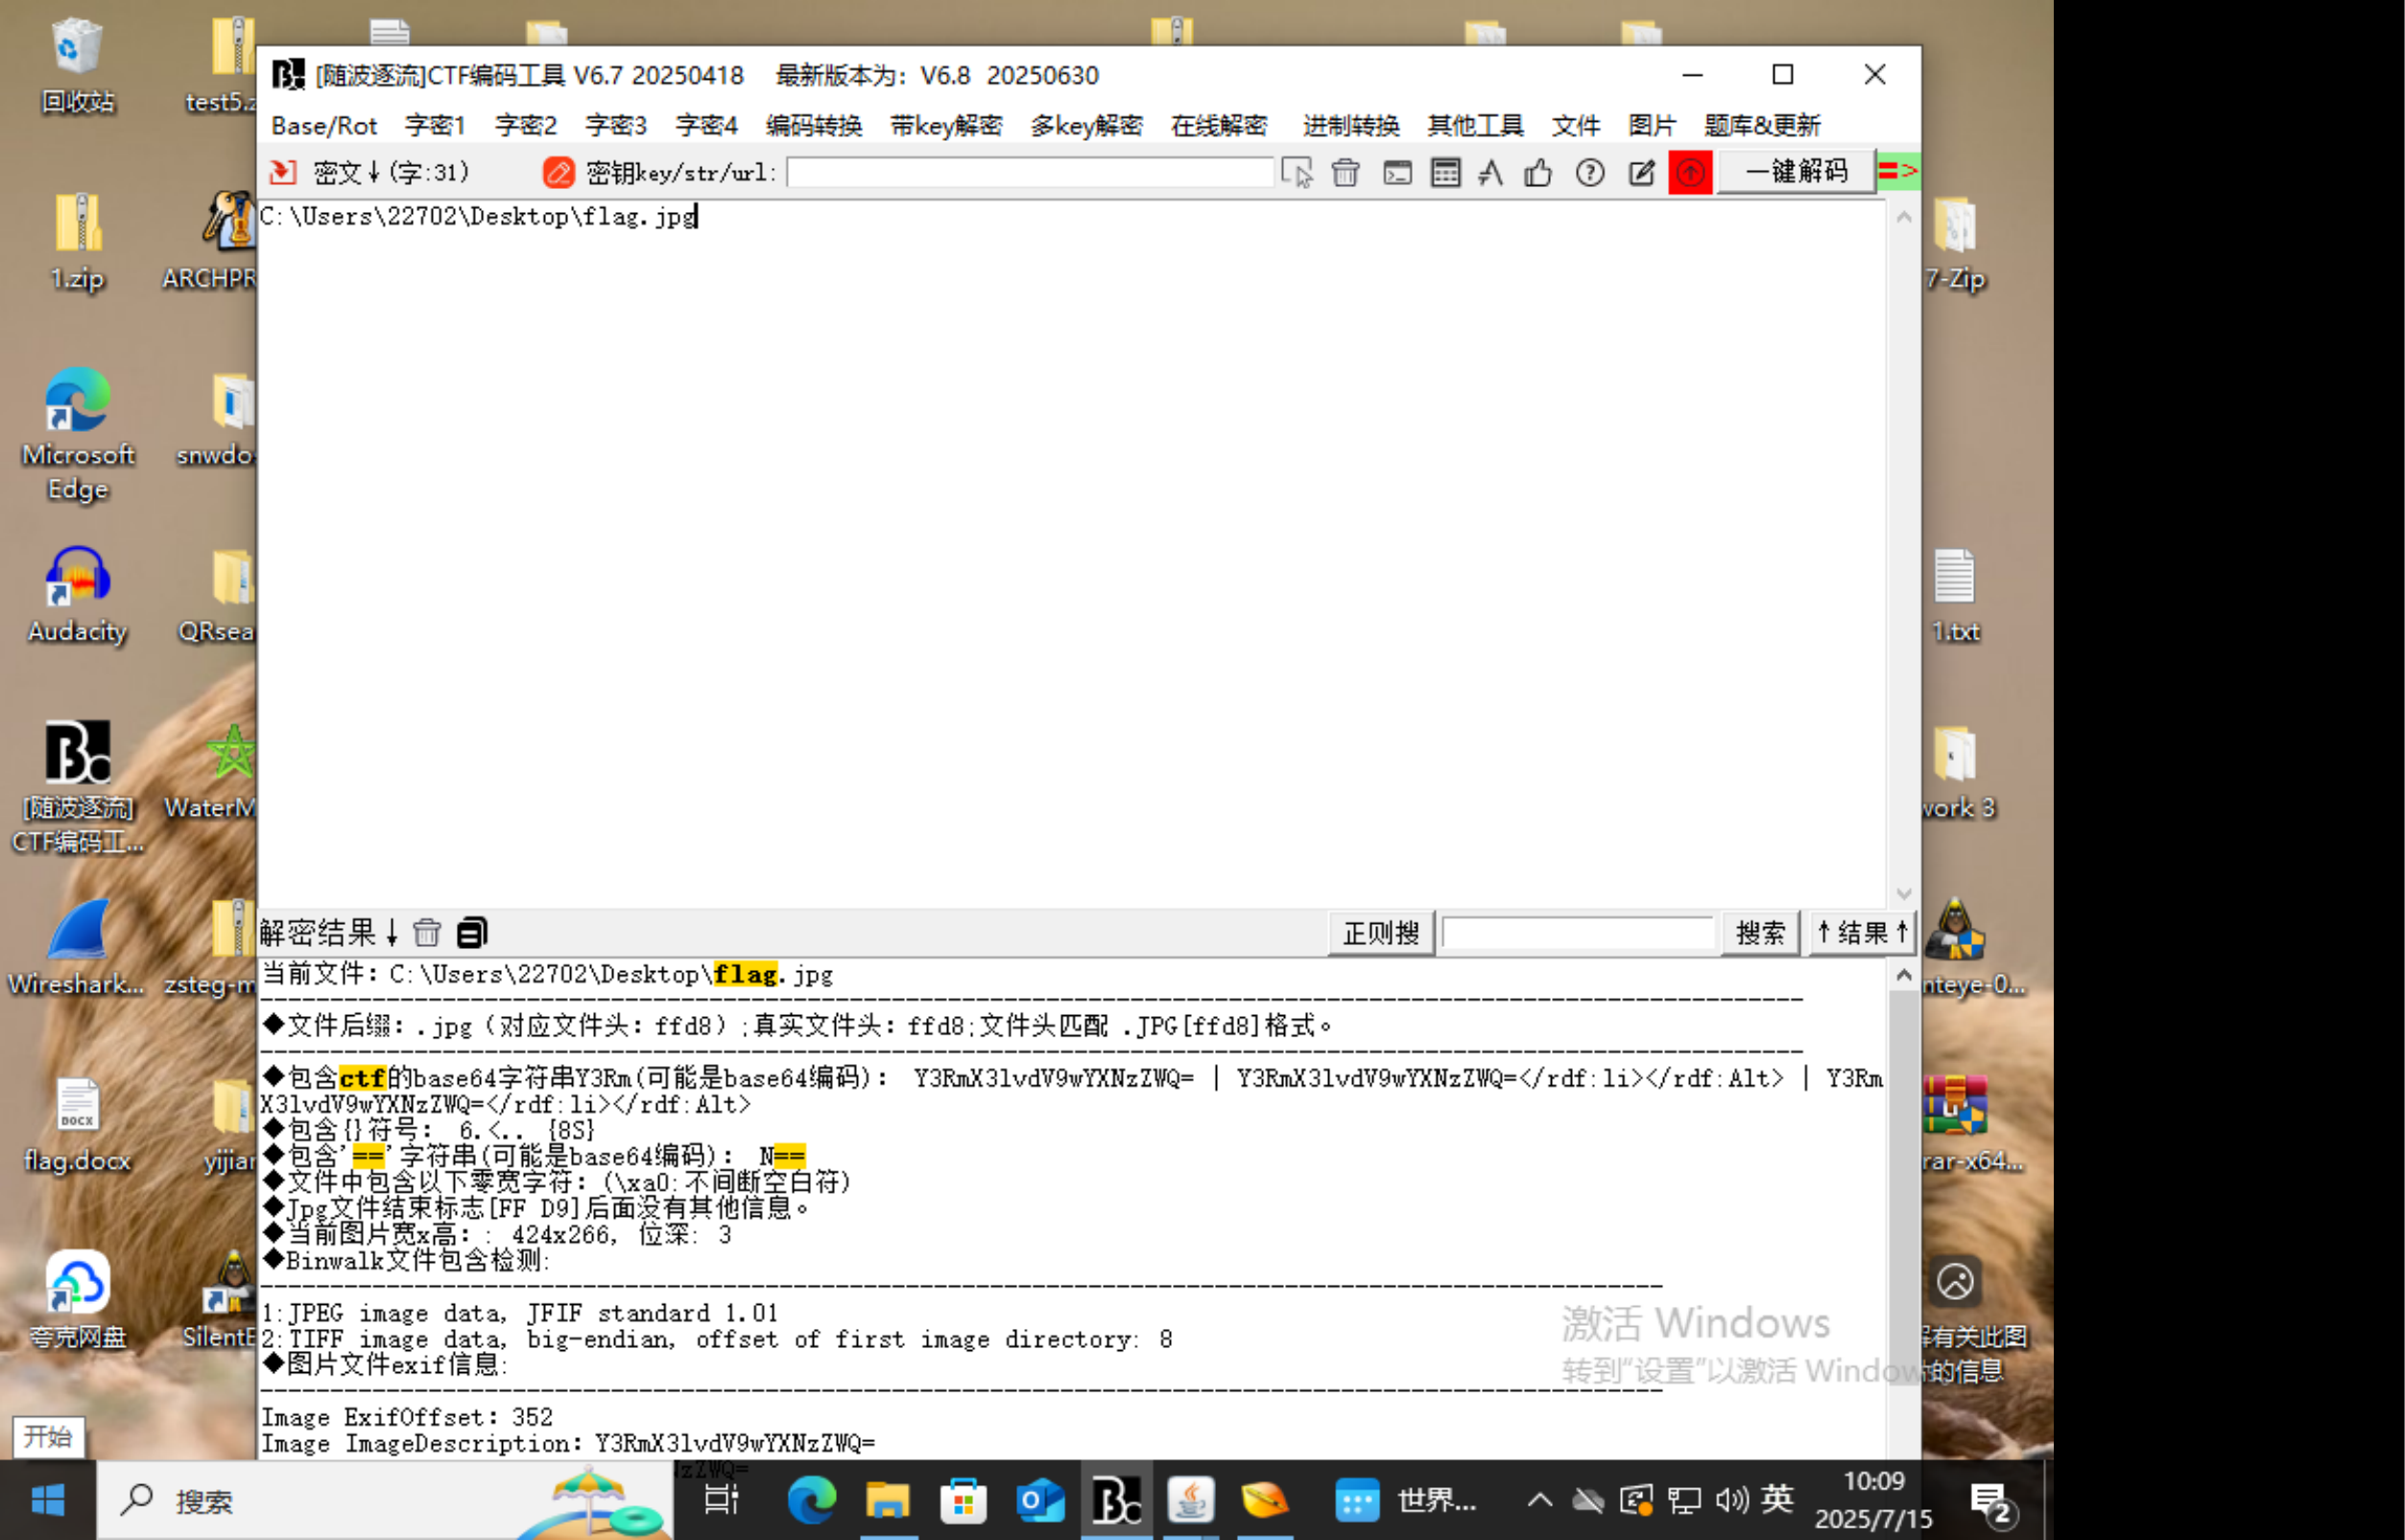 [随波逐流]CTF编码工具 V6.7 20250418 最新版本为：V6.8 20250630
Base/Rot 字密1 字密2 字密3 字密4 编码转换 带key解密 多key解密 在线解密 进制转换 其他工具 文件 图片 题库&更新
密文↓(字:31) 密钥key/str/url: 一键解码 =>
C:\Users\22702\Desktop\flag.jpg
解密结果↓ 正则搜 搜索 ↑结果↑
当前文件：C:\Users\22702\Desktop\flag.jpg
◆文件后缀：.jpg（对应文件头：ffd8）;真实文件头：ffd8;文件头匹配 .JPG[ffd8]格式。
◆包含ctf的base64字符串Y3Rm(可能是base64编码)： Y3RmX3lvdV9wYXNzZWQ= | Y3RmX3lvdV9wYXNzZWQ=</rdf:li></rdf:Alt> | Y3Rm
X3lvdV9wYXNzZWQ=</rdf:li></rdf:Alt>
◆包含{}符号： 6.<.. {8S}
◆包含'=='字符串(可能是base64编码)： N==
◆文件中包含以下零宽字符：(\xa0:不间断空白符)
◆Jpg文件结束标志[FF D9]后面没有其他信息。
◆当前图片宽x高：: 424x266, 位深: 3
◆Binwalk文件包含检测:
1:JPEG image data, JFIF standard 1.01
2:TIFF image data, big-endian, offset of first image directory: 8
◆图片文件exif信息:
Image ExifOffset: 352
Image ImageDescription: Y3RmX3lvdV9wYXNzZWQ=
激活 Windows
转到"设置"以激活 Windows
回收站
test5.z
1.zip
ARCHPR
Microsoft
Edge
snwdo
Audacity
QRsea
[随波逐流]
CTF编码工...
WaterM
Wireshark...
zsteg-m
flag.docx
yijian
夸克网盘
SilentE
7-Zip
1.txt
work 3
nteye-0...
rar-x64...
解有关此图
的信息
开始
搜索
世界...
英
10:09
2025/7/15
2